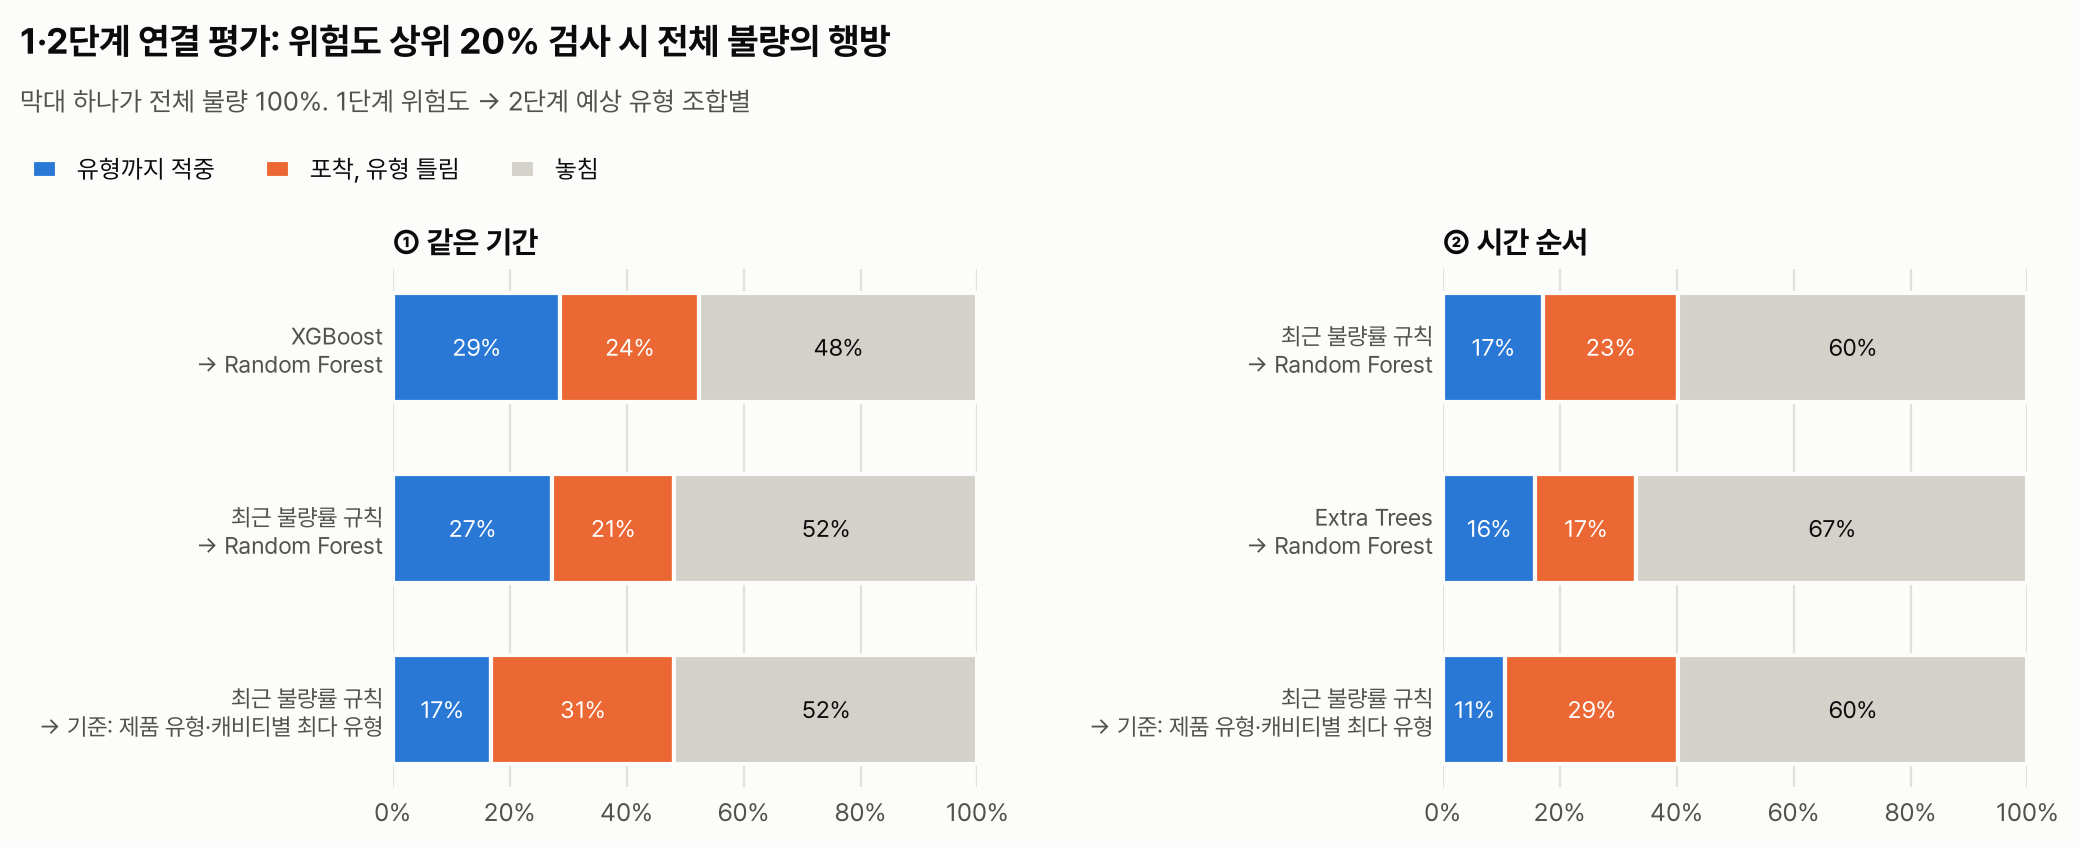 1·2단계 연결 평가: 위험도 상위 20% 검사 시 전체 불량의 행방
막대 하나가 전체 불량 100%. 1단계 위험도 → 2단계 예상 유형 조합별
유형까지 적중
포착, 유형 틀림
놓침
① 같은 기간
XGBoost
→ Random Forest
29%
24%
48%
최근 불량률 규칙
→ Random Forest
27%
21%
52%
최근 불량률 규칙
→ 기준: 제품 유형·캐비티별 최다 유형
17%
31%
52%
0%
20%
40%
60%
80%
100%
② 시간 순서
최근 불량률 규칙
→ Random Forest
17%
23%
60%
Extra Trees
→ Random Forest
16%
17%
67%
최근 불량률 규칙
→ 기준: 제품 유형·캐비티별 최다 유형
11%
29%
60%
0%
20%
40%
60%
80%
100%